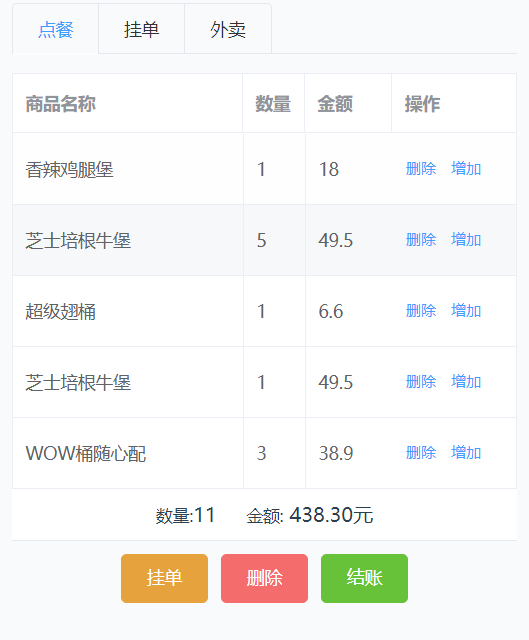 点餐 挂单 外卖
商品名称 数量 金额 操作
香辣鸡腿堡 1 18 删除 增加
芝士培根牛堡 5 49.5 删除 增加
超级翅桶 1 6.6 删除 增加
芝士培根牛堡 1 49.5 删除 增加
WOW桶随心配 3 38.9 删除 增加
数量:11 金额: 438.30元
挂单 删除 结账